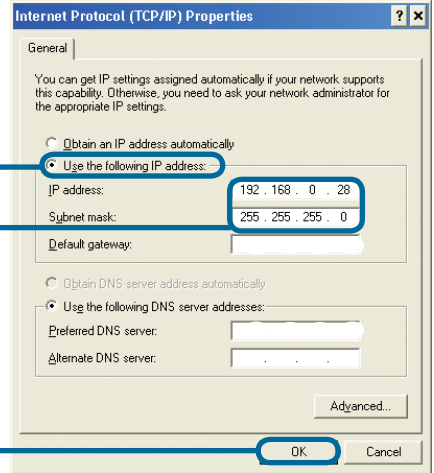 Internet Protocol (TCP/IP) Properties
General
You can get IP settings assigned automatically if your network supports
this capability. Otherwise, you need to ask your network administrator for
the appropriate IP settings.
Obtain an IP address automatically
Use the following IP address:
IP address: 192 . 168 . 0 . 28
Subnet mask: 255 . 255 . 255 . 0
Default gateway:
Obtain DNS server address automatically
Use the following DNS server addresses:
Preferred DNS server:
Alternate DNS server: . . .
Advanced...
OK Cancel